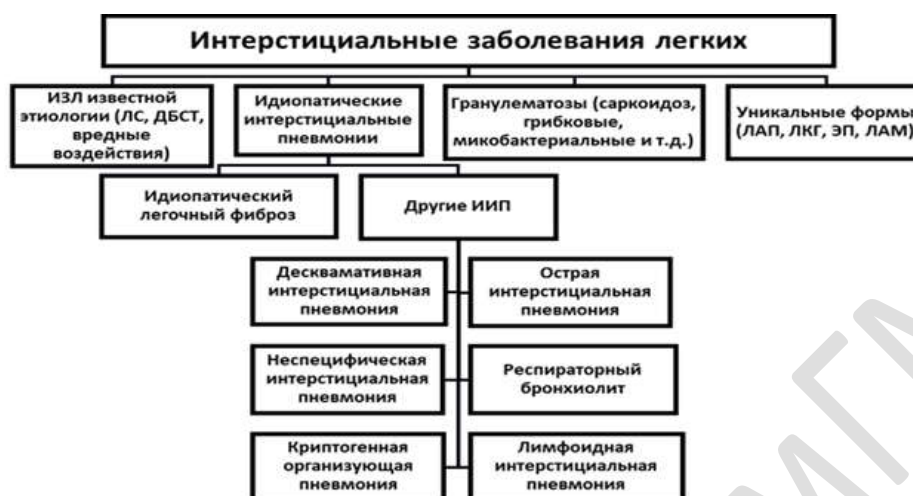 Интерстициальные заболевания легких
ИЗЛ известной
этиологии (ЛС, ДБСТ,
вредные
воздействия)
Идиопатические
интерстициальные
пневмонии
Гранулематозы (саркоидоз,
грибковые,
микобактериальные и т.д.)
Уникальные формы
(ЛАП, ЛКГ, ЭП, ЛАМ)
Идиопатический
легочный фиброз
Другие ИИП
Десквамативная
интерстициальная
пневмония
Острая
интерстициальная
пневмония
Неспецифическая
интерстициальная
пневмония
Респираторный
бронхиолит
Криптогенная
организующая
пневмония
Лимфоидная
интерстициальная
пневмония